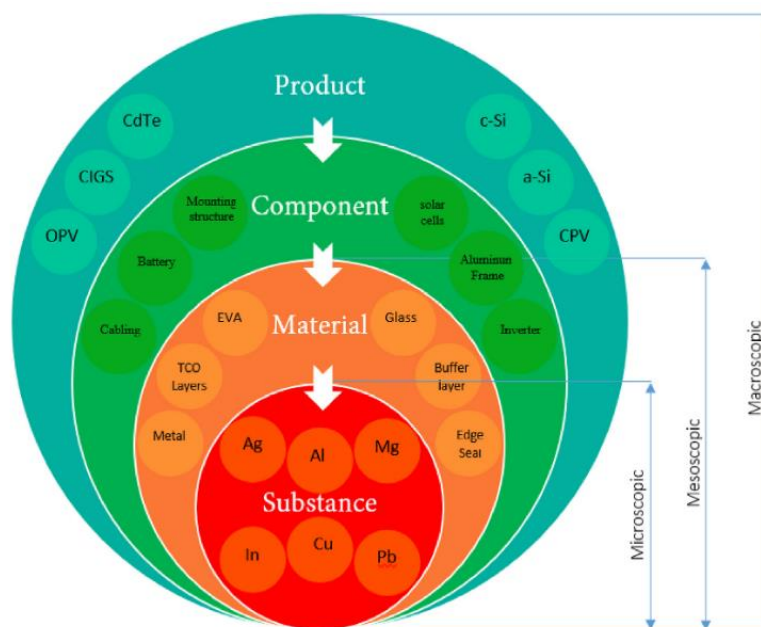 Product
CdTe
c-Si
CIGS
a-Si
OPV
CPV
Component
Mounting
structure
solar
cells
Battery
Aluminun
Frame
Cabling
Inverter
Material
EVA
Glass
TCO
Layers
Buffer
layer
Metal
Edge
Seal
Substance
Ag
Al
Mg
In
Cu
Pb
Microscopic
Mesoscopic
Macroscopic